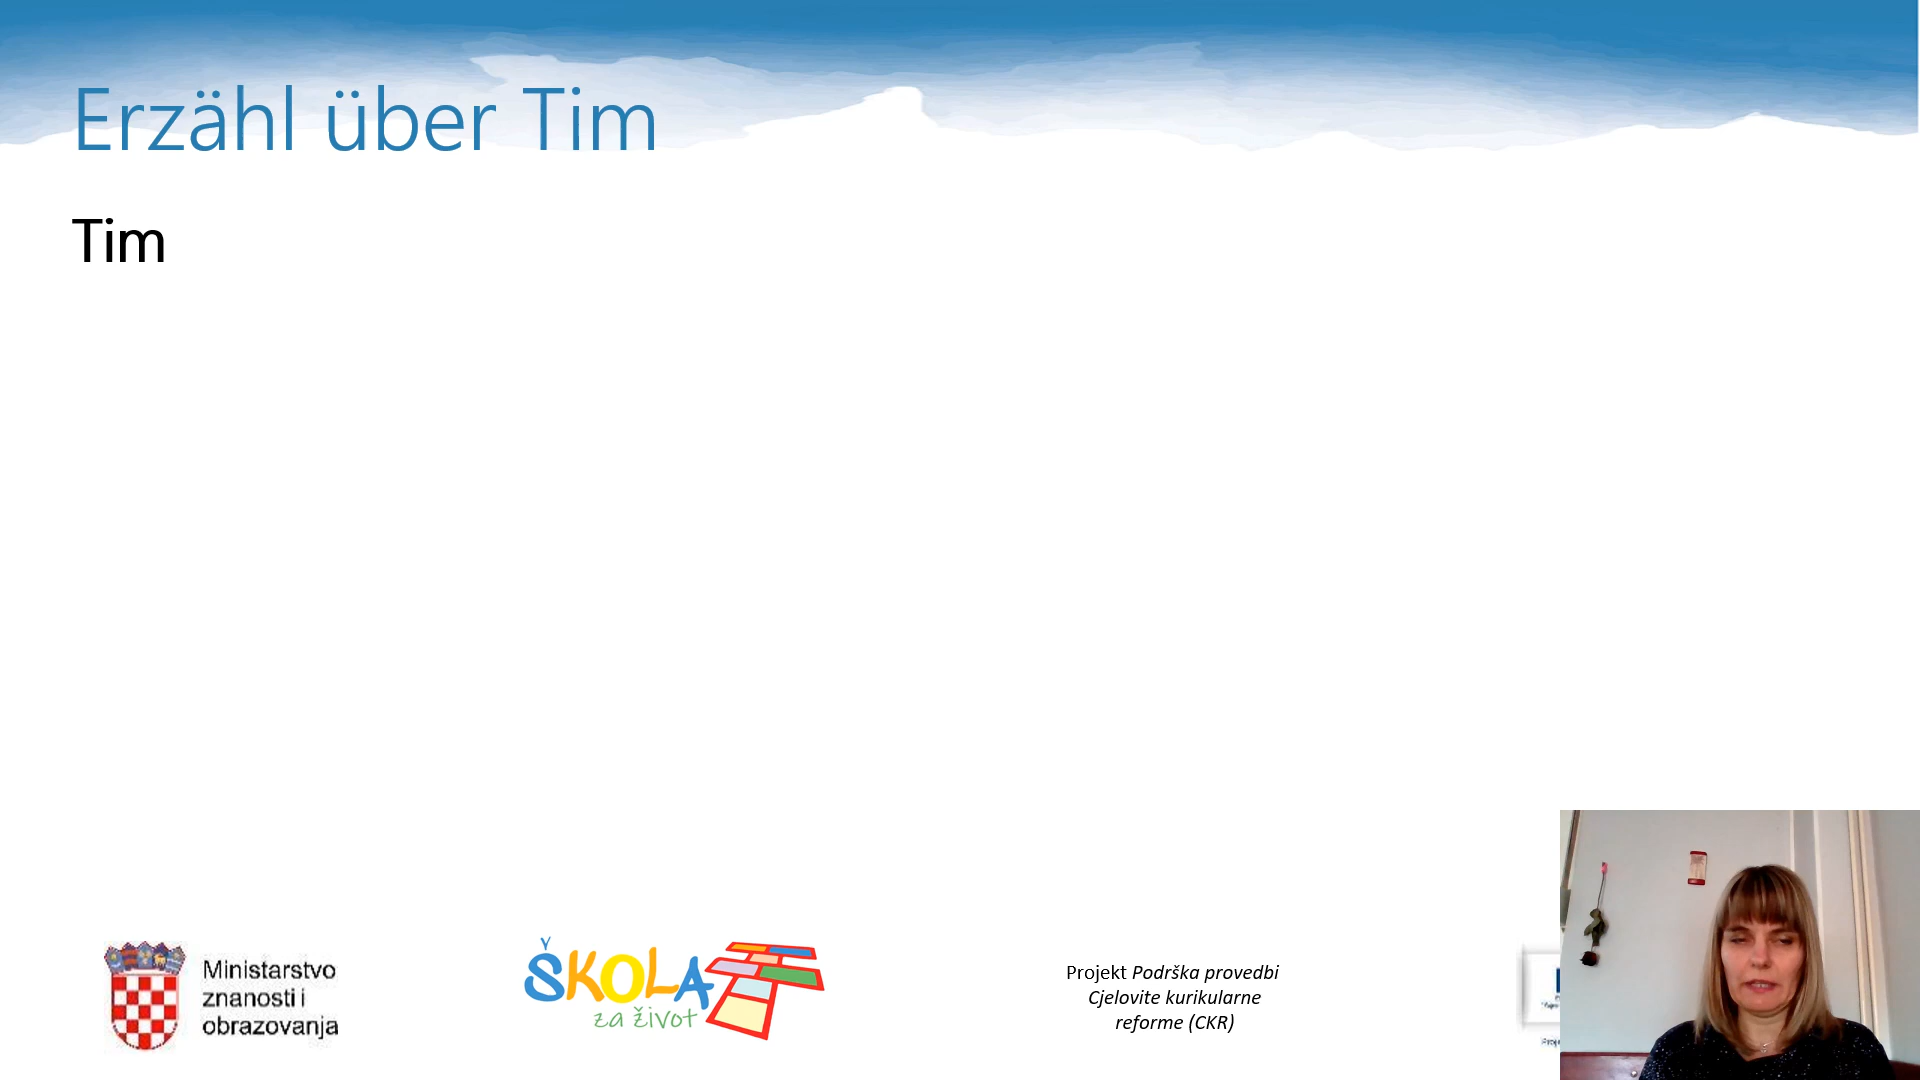 Erzähl über Tim
Tim
Ministarstvo
znanosti i
obrazovanja
ŠKOLA
za život
Projekt Podrška provedbi
Cjelovite kurikularne
reforme (CKR)